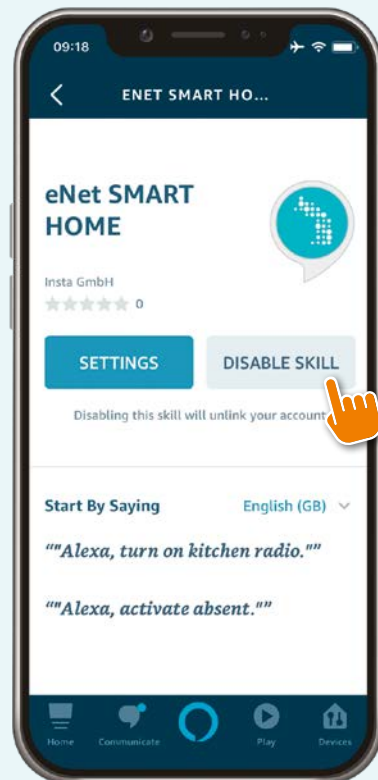 09:18
ENET SMART HO...
eNet SMART
HOME
Insta GmbH
0
SETTINGS
DISABLE SKILL
Disabling this skill will unlink your account
Start By Saying
English (GB)
“"Alexa, turn on kitchen radio."”
“"Alexa, activate absent."”
Home
Communicate
Play
Devices